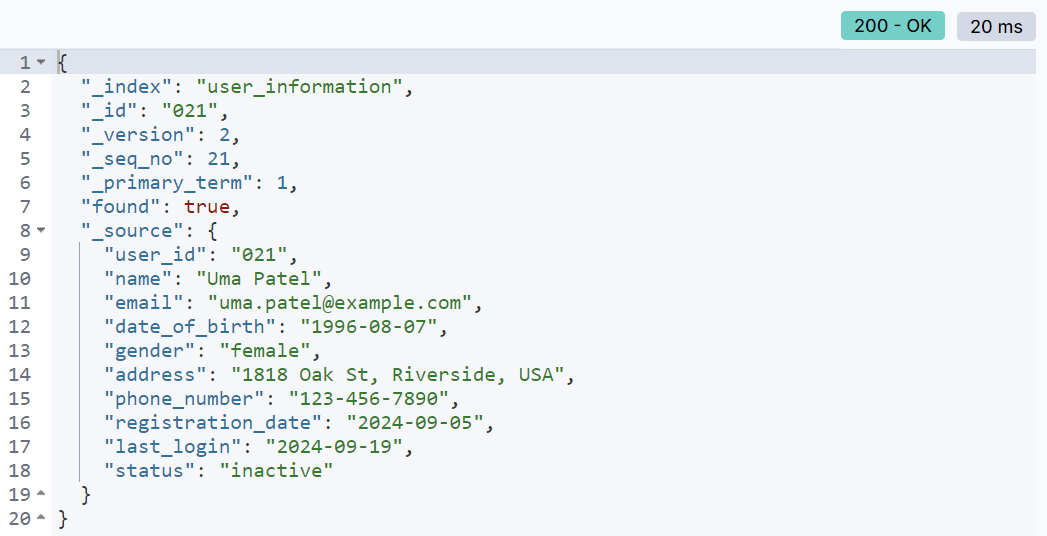 200 - OK 20 ms
1 {
2 "_index": "user_information",
3 "_id": "021",
4 "_version": 2,
5 "_seq_no": 21,
6 "_primary_term": 1,
7 "found": true,
8 "_source": {
9 "user_id": "021",
10 "name": "Uma Patel",
11 "email": "uma.patel@example.com",
12 "date_of_birth": "1996-08-07",
13 "gender": "female",
14 "address": "1818 Oak St, Riverside, USA",
15 "phone_number": "123-456-7890",
16 "registration_date": "2024-09-05",
17 "last_login": "2024-09-19",
18 "status": "inactive"
19 }
20 }